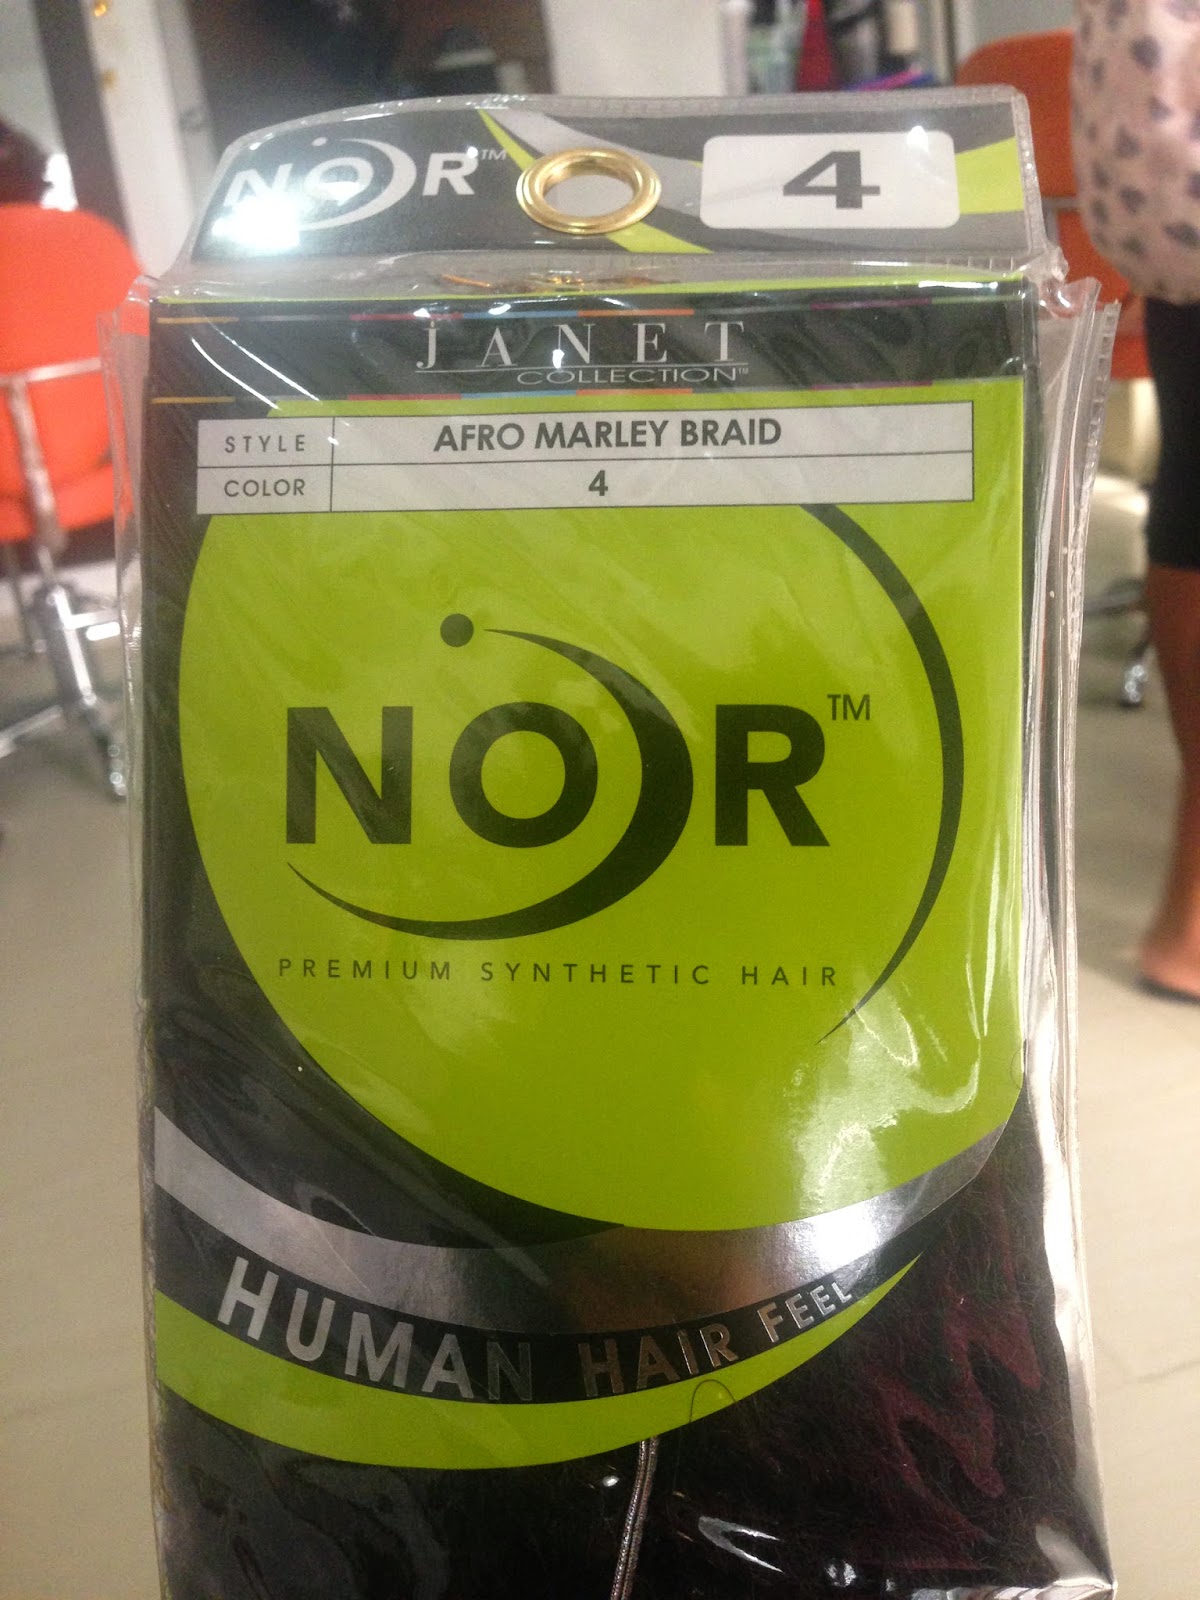 NOR™
4
JANET
COLLECTION™
STYLE AFRO MARLEY BRAID
COLOR 4
NOR™
PREMIUM SYNTHETIC HAIR
HUMAN HAIR FEEL